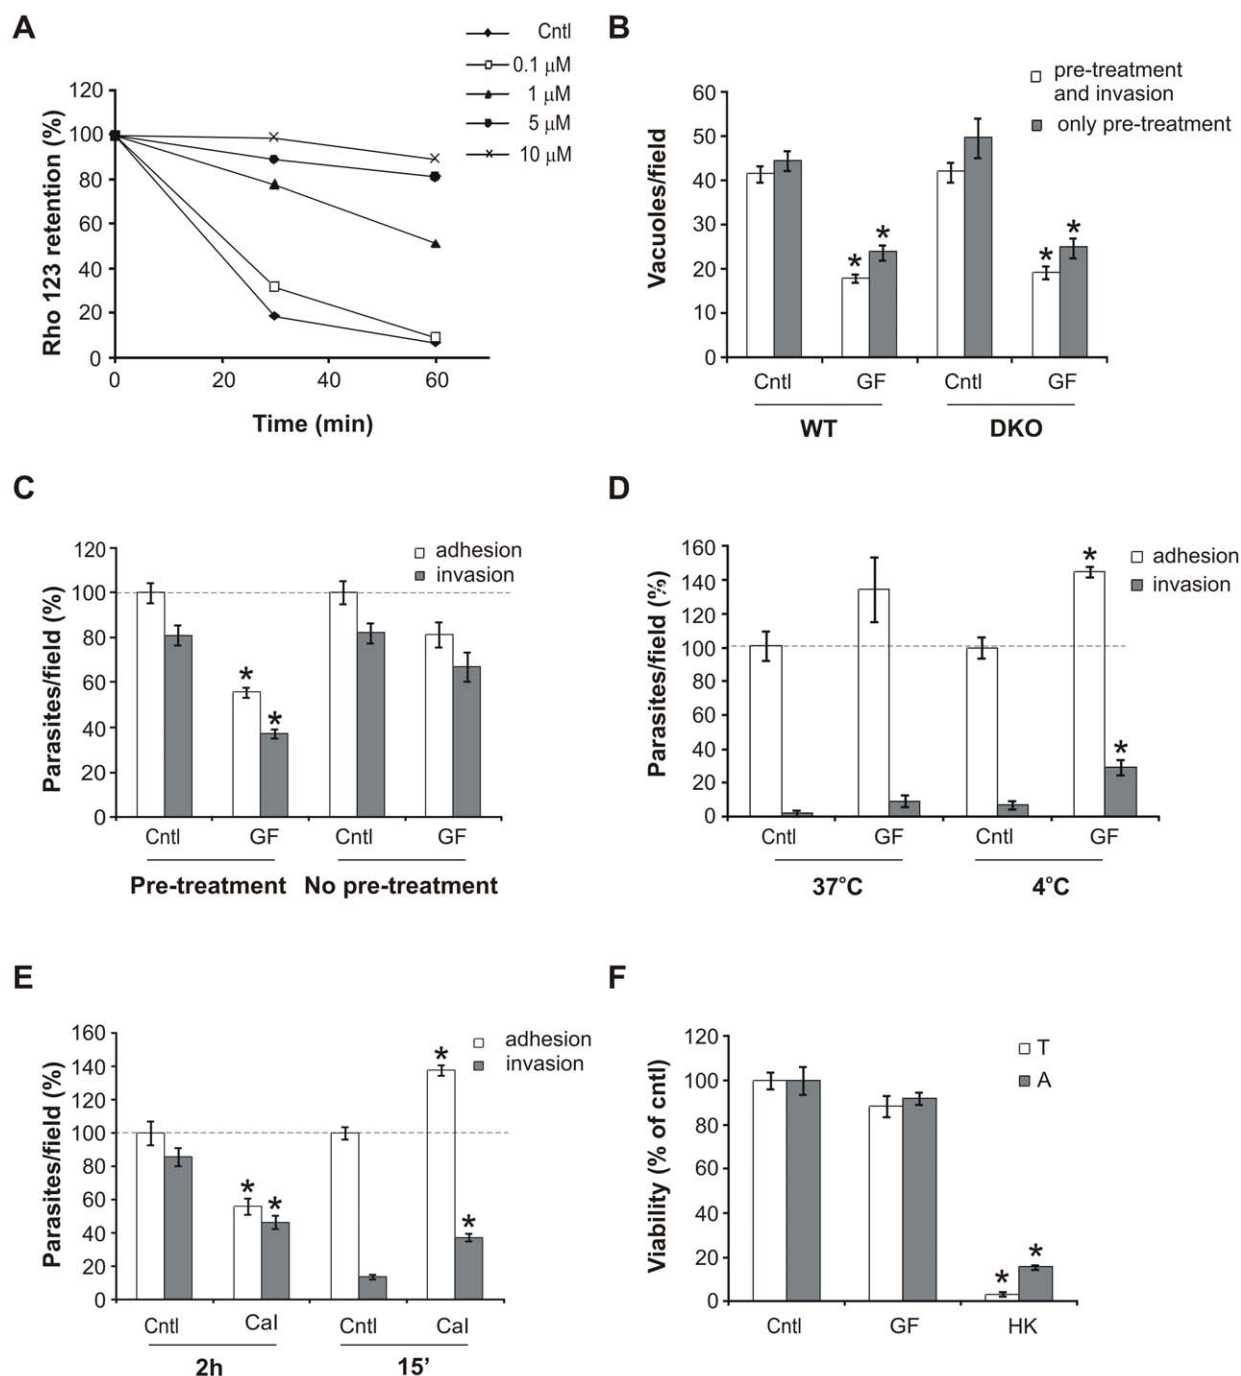 A
Cntl
0.1 μM
1 μM
5 μM
10 μM
120
100
80
60
40
20
0
Rho 123 retention (%)
0 20 40 60
Time (min)
B
pre-treatment
and invasion
only pre-treatment
60
50
40
30
20
10
0
Vacuoles/field
* * * *
Cntl GF Cntl GF
WT DKO
C
adhesion
invasion
120
100
80
60
40
20
0
Parasites/field (%)
* *
Cntl GF Cntl GF
Pre-treatment No pre-treatment
D
adhesion
invasion
160
140
120
100
80
60
40
20
0
Parasites/field (%)
* *
Cntl GF Cntl GF
37°C 4°C
E
adhesion
invasion
160
140
120
100
80
60
40
20
0
Parasites/field (%)
* * * *
Cntl Cal Cntl Cal
2h 15’
F
T
A
120
100
80
60
40
20
0
Viability (% of cntl)
* *
Cntl GF HK